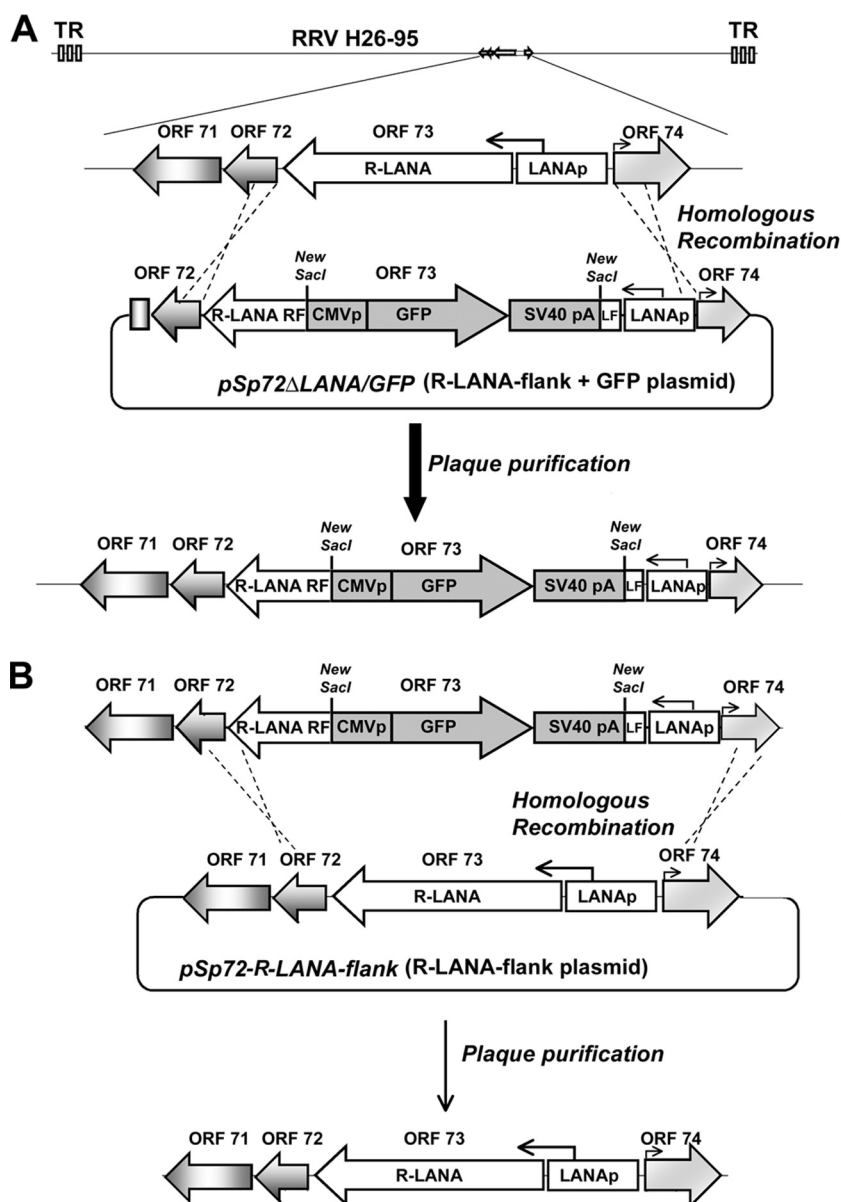 A
TR
RRV H26-95
TR
ORF 71
ORF 72
ORF 73
ORF 74
R-LANA
LANAp
Homologous
Recombination
ORF 72
New
SacI
ORF 73
New
SacI
ORF 74
R-LANA RF
CMVp
GFP
SV40 pA
LF
LANAp
pSp72ΔLANA/GFP (R-LANA-flank + GFP plasmid)
Plaque purification
ORF 71
ORF 72
New
SacI
ORF 73
New
SacI
ORF 74
R-LANA RF
CMVp
GFP
SV40 pA
LF
LANAp
B
ORF 71
ORF 72
New
SacI
ORF 73
New
SacI
ORF 74
R-LANA RF
CMVp
GFP
SV40 pA
LF
LANAp
Homologous
Recombination
ORF 71
ORF 72
ORF 73
ORF 74
R-LANA
LANAp
pSp72-R-LANA-flank (R-LANA-flank plasmid)
Plaque purification
ORF 71
ORF 72
ORF 73
ORF 74
R-LANA
LANAp